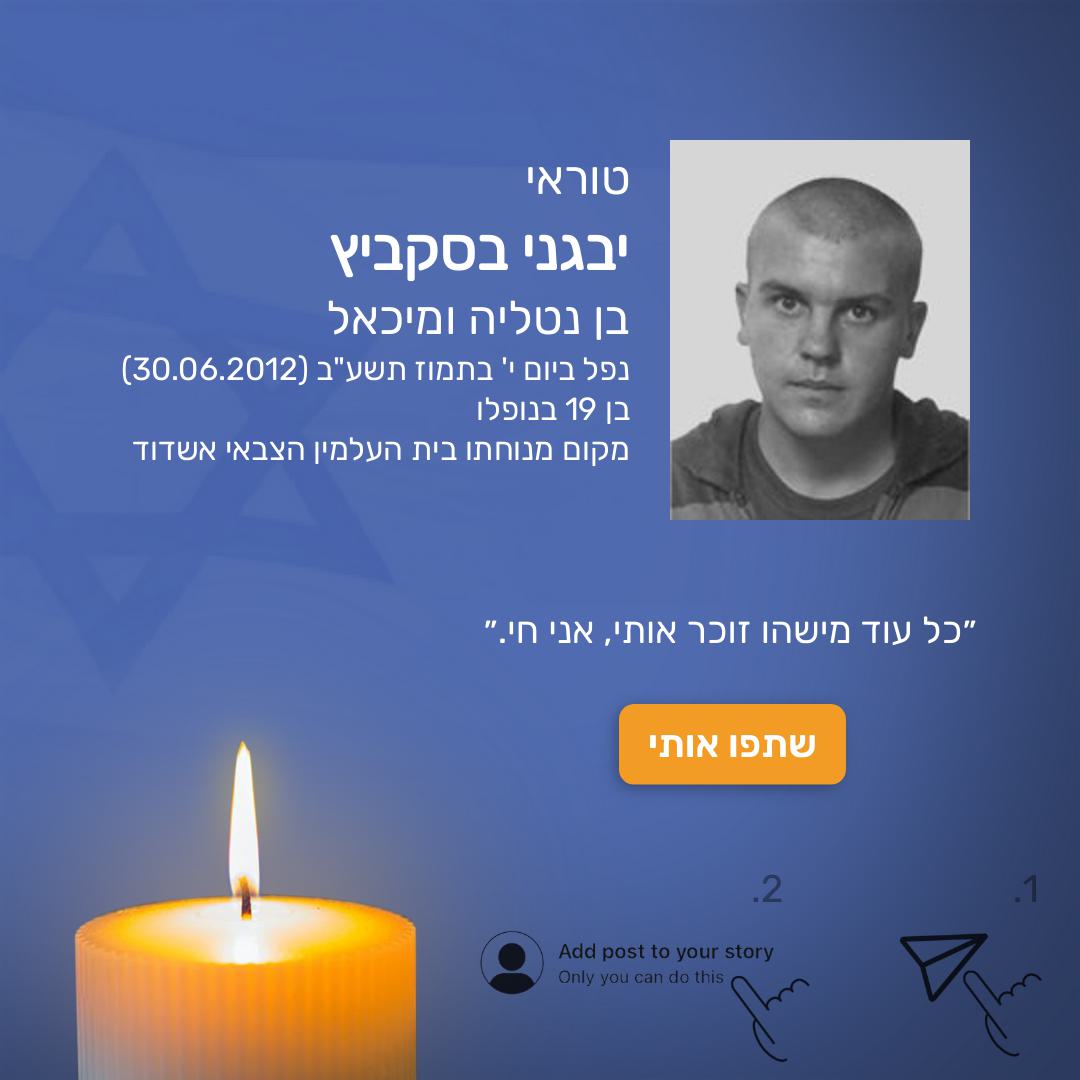 טוראי
יבגני בסקביץ
בן נטליה ומיכאל
נפל ביום י' בתמוז תשע"ב (30.06.2012)
בן 19 בנופלו
מקום מנוחתו בית העלמין הצבאי אשדוד
״כל עוד מישהו זוכר אותי, אני חי.״
שתפו אותי
1.
2.
Add post to your story
Only you can do this